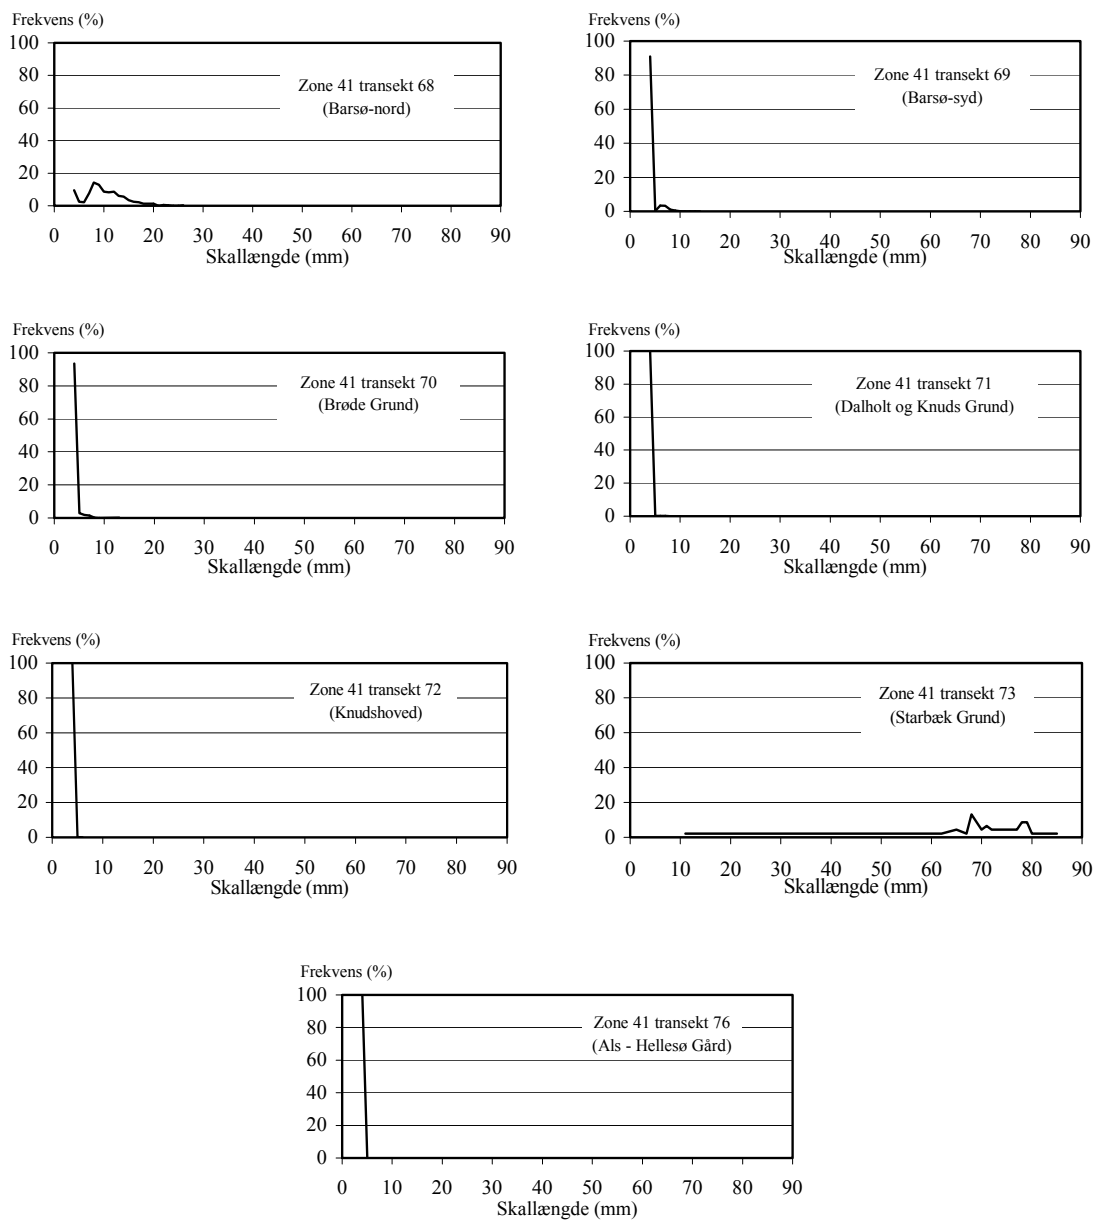 Frekvens (%)
100
80
60
40
20
0
Zone 41 transekt 68
(Barsø-nord)
0 10 20 30 40 50 60 70 80 90
Skallængde (mm)
Frekvens (%)
100
80
60
40
20
0
Zone 41 transekt 69
(Barsø-syd)
0 10 20 30 40 50 60 70 80 90
Skallængde (mm)
Frekvens (%)
100
80
60
40
20
0
Zone 41 transekt 70
(Brøde Grund)
0 10 20 30 40 50 60 70 80 90
Skallængde (mm)
Frekvens (%)
100
80
60
40
20
0
Zone 41 transekt 71
(Dalholt og Knuds Grund)
0 10 20 30 40 50 60 70 80 90
Skallængde (mm)
Frekvens (%)
100
80
60
40
20
0
Zone 41 transekt 72
(Knudshoved)
0 10 20 30 40 50 60 70 80 90
Skallængde (mm)
Frekvens (%)
100
80
60
40
20
0
Zone 41 transekt 73
(Starbæk Grund)
0 10 20 30 40 50 60 70 80 90
Skallængde (mm)
Frekvens (%)
100
80
60
40
20
0
Zone 41 transekt 76
(Als - Hellesø Gård)
0 10 20 30 40 50 60 70 80 90
Skallængde (mm)